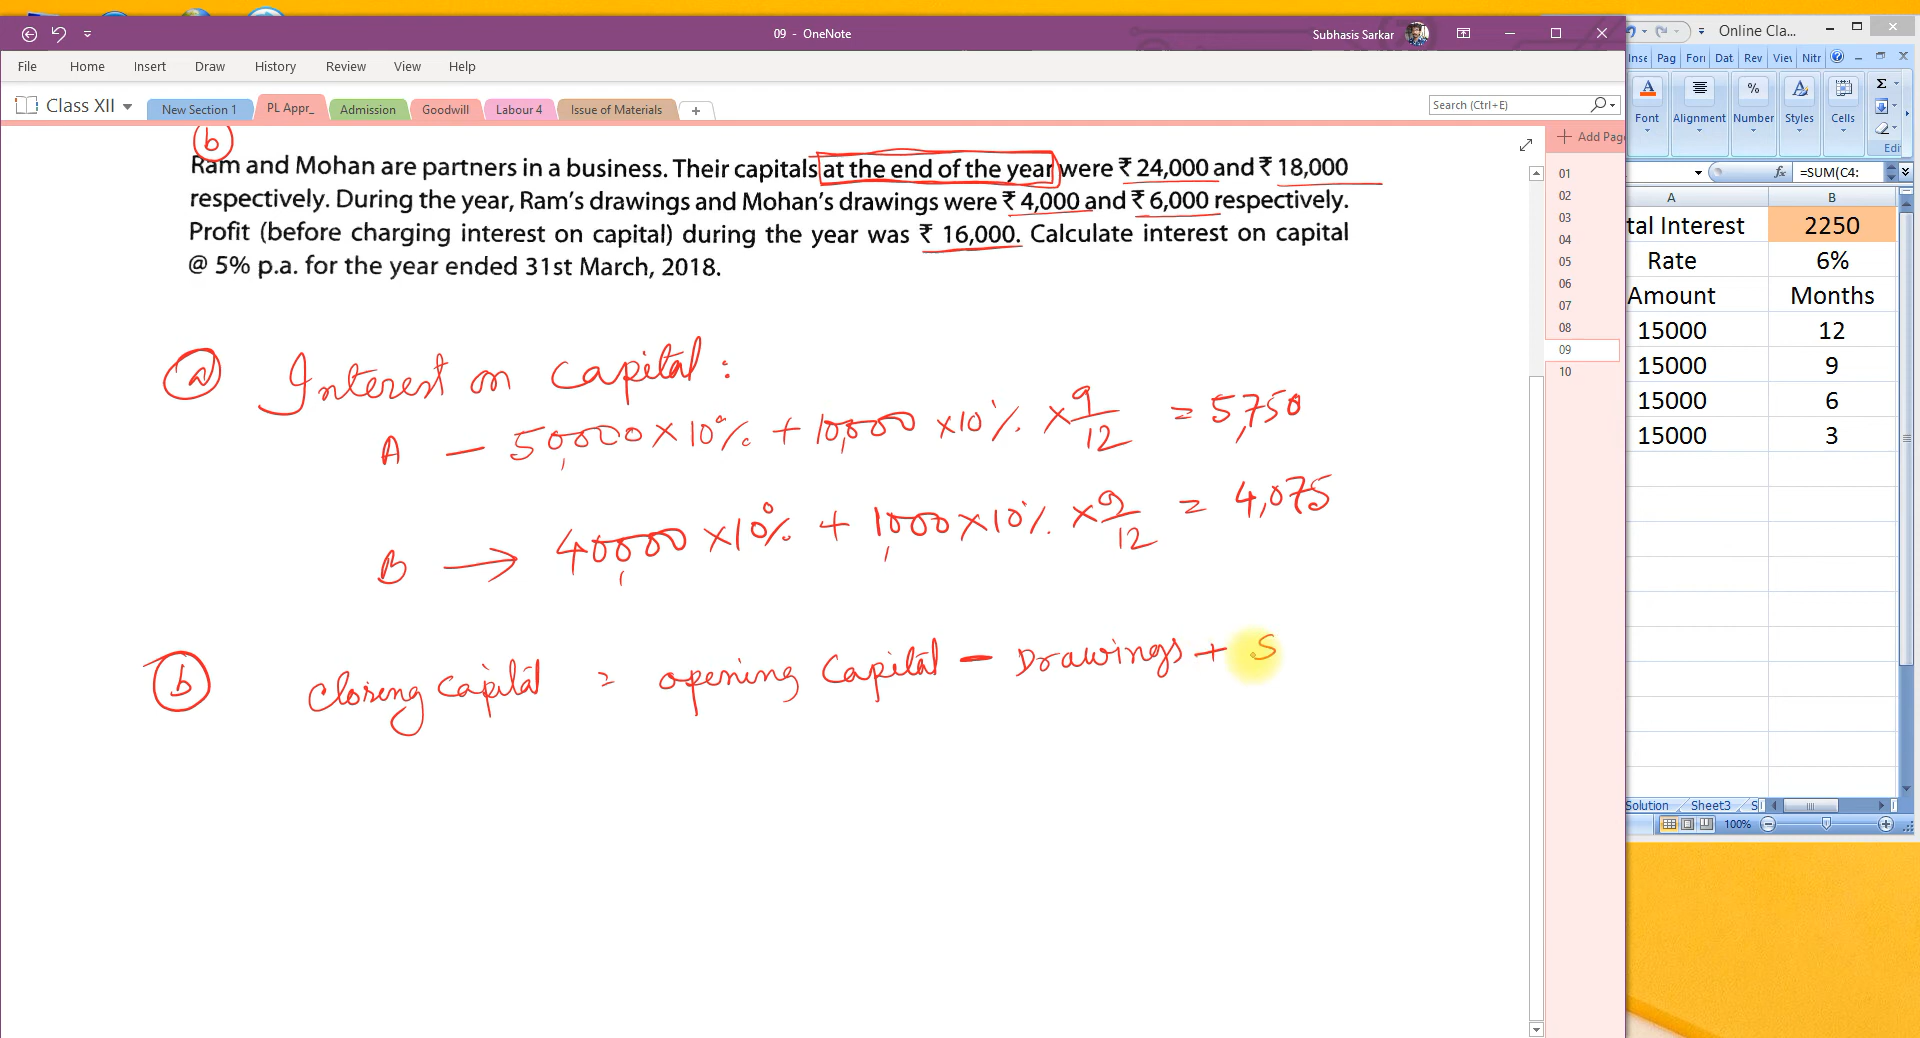 09 - OneNote
Subhasis Sarkar
Online Cla...
File Home Insert Draw History Review View Help
Inse Pag Forı Dat Rev Viev Nitr
Class XII
New Section 1 PL Appr_ Admission Goodwill Labour 4 Issue of Materials
Search (Ctrl+E)
Font Alignment Number Styles Cells
Edit
Add Page
=SUM(C4:
b
Ram and Mohan are partners in a business. Their capitals at the end of the year were ₹ 24,000 and ₹ 18,000
respectively. During the year, Ram's drawings and Mohan's drawings were ₹ 4,000 and ₹ 6,000 respectively.
Profit (before charging interest on capital) during the year was ₹ 16,000. Calculate interest on capital
@ 5% p.a. for the year ended 31st March, 2018.
a Interest on Capital :
A — 50,000 × 10% + 10,000 × 10% × 9/12 = 5,750
B → 40,000 × 10% + 1,000 × 10% × 9/12 = 4,075
b Closing Capital = opening Capital - Drawings + S
01
02
03
04
05
06
07
08
09
10
A B
tal Interest 2250
Rate 6%
Amount Months
15000 12
15000 9
15000 6
15000 3
Solution Sheet3 S
100%